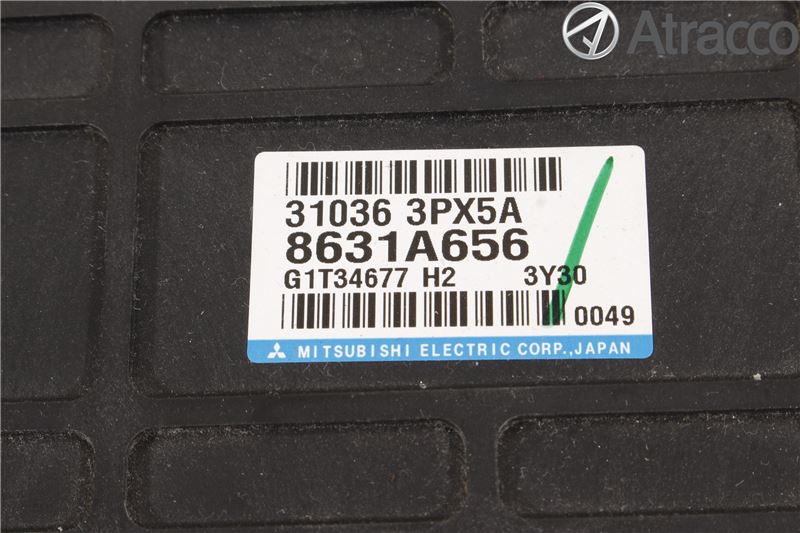 Atracco
31036 3PX5A
8631A656
G1T34677 H2 3Y30
0049
MITSUBISHI ELECTRIC CORP., JAPAN